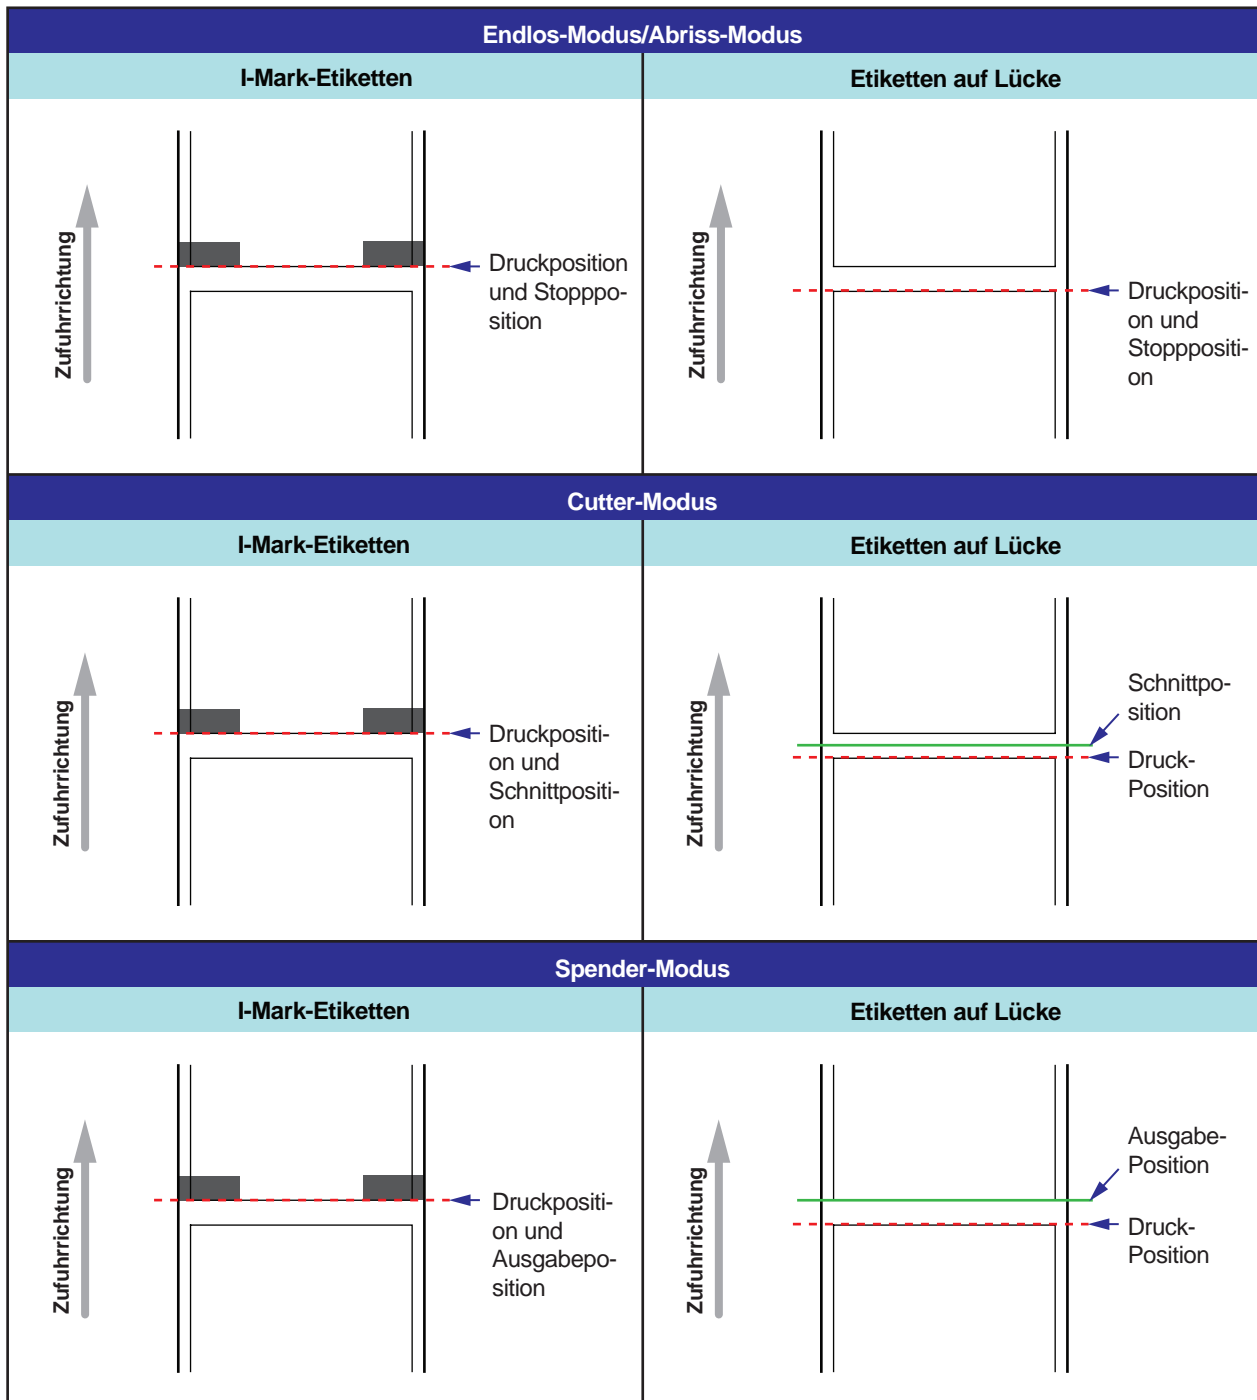 Endlos-Modus/Abriss-Modus
I-Mark-Etiketten
Etiketten auf Lücke
Zufuhrrichtung
Druckposition
und Stopppo-
sition
Zufuhrrichtung
Druckpositi-
on und
Stopppositi-
on
Cutter-Modus
I-Mark-Etiketten
Etiketten auf Lücke
Zufuhrrichtung
Druckpositi-
on und
Schnittpositi-
on
Zufuhrrichtung
Schnittpo-
sition
Druck-
Position
Spender-Modus
I-Mark-Etiketten
Etiketten auf Lücke
Zufuhrrichtung
Druckpositi-
on und
Ausgabepo-
sition
Zufuhrrichtung
Ausgabe-
Position
Druck-
Position